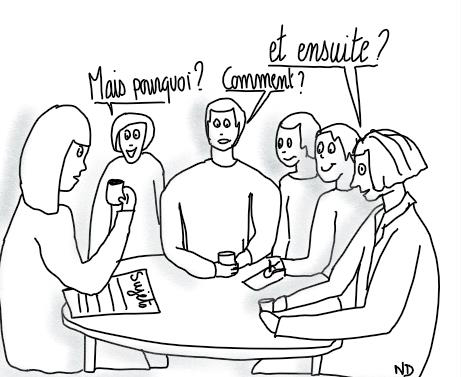 et ensuite ?
Mais pourquoi ?
Comment ?
Sujets
ND